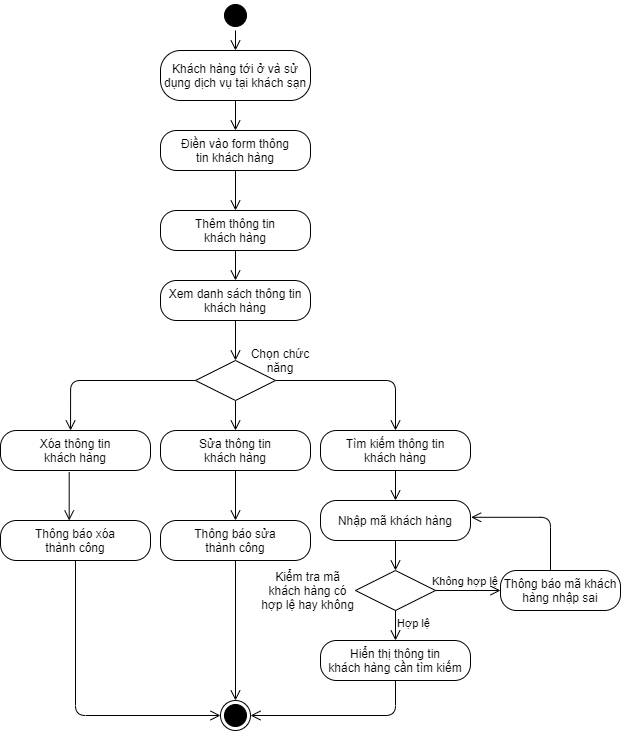 Khách hàng tới ở và sử
dụng dịch vụ tại khách sạn
Điền vào form thông
tin khách hàng
Thêm thông tin
khách hàng
Xem danh sách thông tin
khách hàng
Chọn chức
năng
Xóa thông tin
khách hàng
Sửa thông tin
khách hàng
Tìm kiếm thông tin
khách hàng
Thông báo xóa
thành công
Thông báo sửa
thành công
Nhập mã khách hàng
Kiểm tra mã
khách hàng có
hợp lệ hay không
Không hợp lệ
Thông báo mã khách
hàng nhập sai
Hợp lệ
Hiển thị thông tin
khách hàng cần tìm kiếm